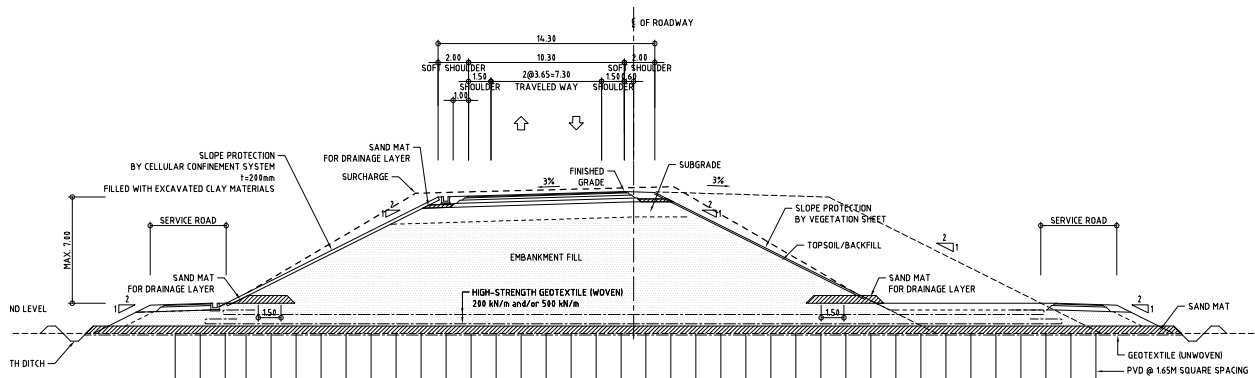 ℄ OF ROADWAY
14.30
2.00
10.30
2.00
SOFT SHOULDER
SOFT SHOULDER
1.50
2@3.65=7.30
1.50
0.60
SHOULDER
TRAVELED WAY
SHOULDER
1.00
SAND MAT
FOR DRAINAGE LAYER
SLOPE PROTECTION
BY CELLULAR CONFINEMENT SYSTEM
t=200mm
FILLED WITH EXCAVATED CLAY MATERIALS
SURCHARGE
3%
FINISHED
GRADE
SUBGRADE
3%
2
1
2
1
SLOPE PROTECTION
BY VEGETATION SHEET
SERVICE ROAD
SERVICE ROAD
MAX. 7.00
TOPSOIL/BACKFILL
2
1
EMBANKMENT FILL
SAND MAT
FOR DRAINAGE LAYER
SAND MAT
FOR DRAINAGE LAYER
HIGH-STRENGTH GEOTEXTILE (WOVEN)
200 kN/m and/or 500 kN/m
2
1
2
1
ND LEVEL
1.50
1.50
SAND MAT
TH DITCH
GEOTEXTILE (UNWOVEN)
PVD @ 1.65M SQUARE SPACING